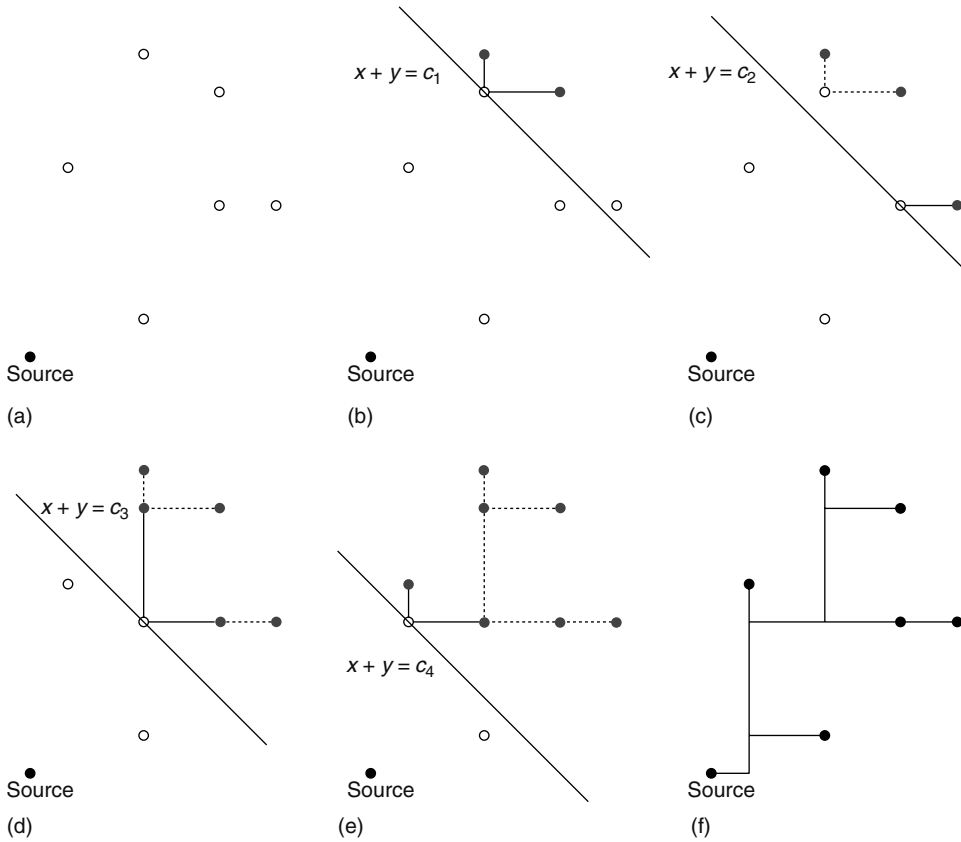 x + y = c₁
x + y = c₂
Source
Source
Source
(a)
(b)
(c)
x + y = c₃
x + y = c₄
Source
Source
Source
(d)
(e)
(f)